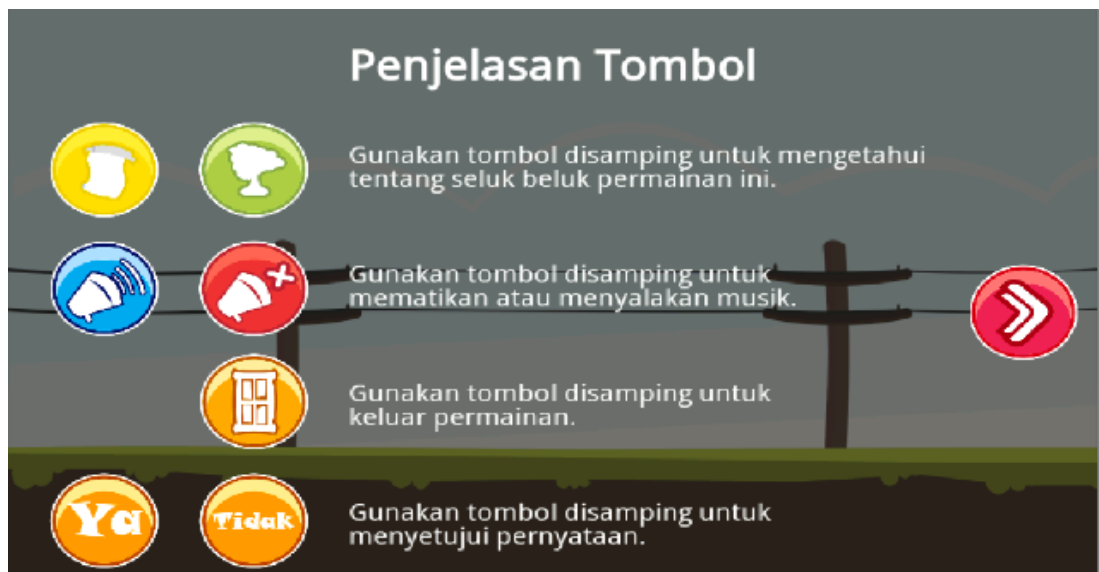 Penjelasan Tombol
Gunakan tombol disamping untuk mengetahui
tentang seluk beluk permainan ini.
Gunakan tombol disamping untuk
mematikan atau menyalakan musik.
Gunakan tombol disamping untuk
keluar permainan.
Ya
Tidak
Gunakan tombol disamping untuk
menyetujui pernyataan.